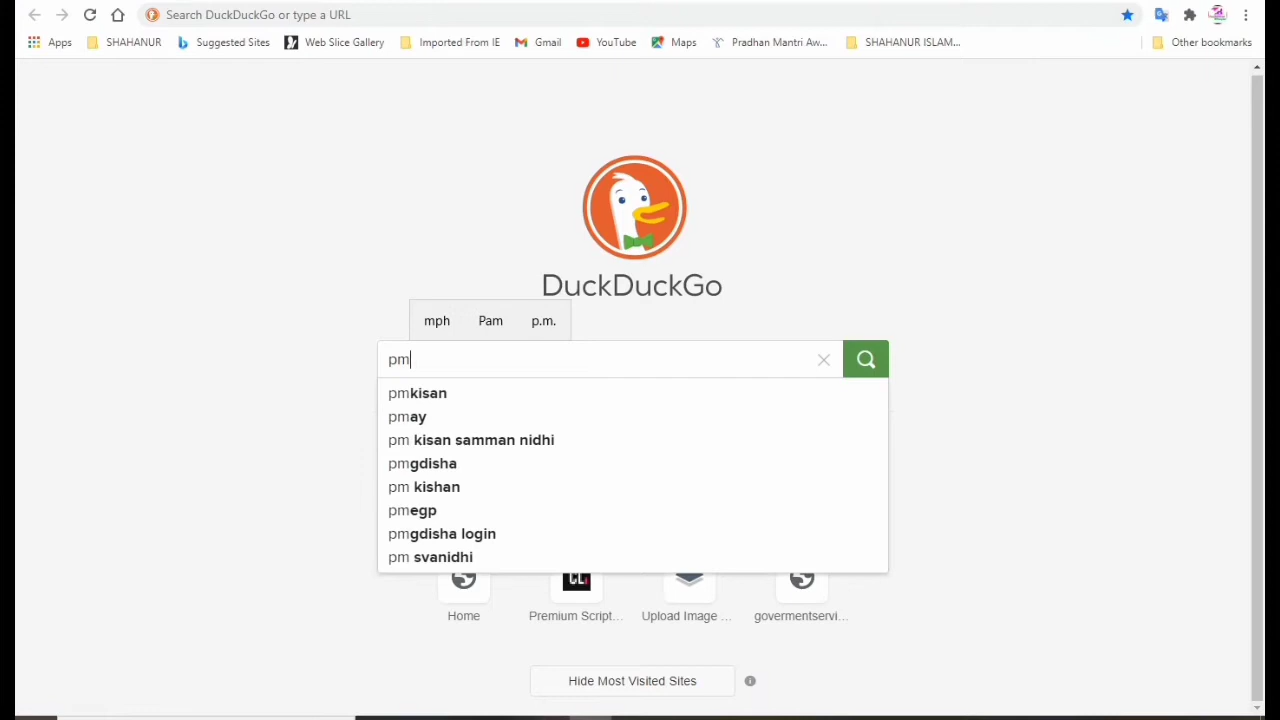 Search DuckDuckGo or type a URL
Apps SHAHANUR Suggested Sites Web Slice Gallery Imported From IE Gmail YouTube Maps Pradhan Mantri Aw... SHAHANUR ISLAM... Other bookmarks
DuckDuckGo
mph Pam p.m.
pm
pmkisan
pmay
pm kisan samman nidhi
pmgdisha
pm kishan
pmegp
pmgdisha login
pm svanidhi
Home Premium Script... Upload Image ... govermentservi...
Hide Most Visited Sites